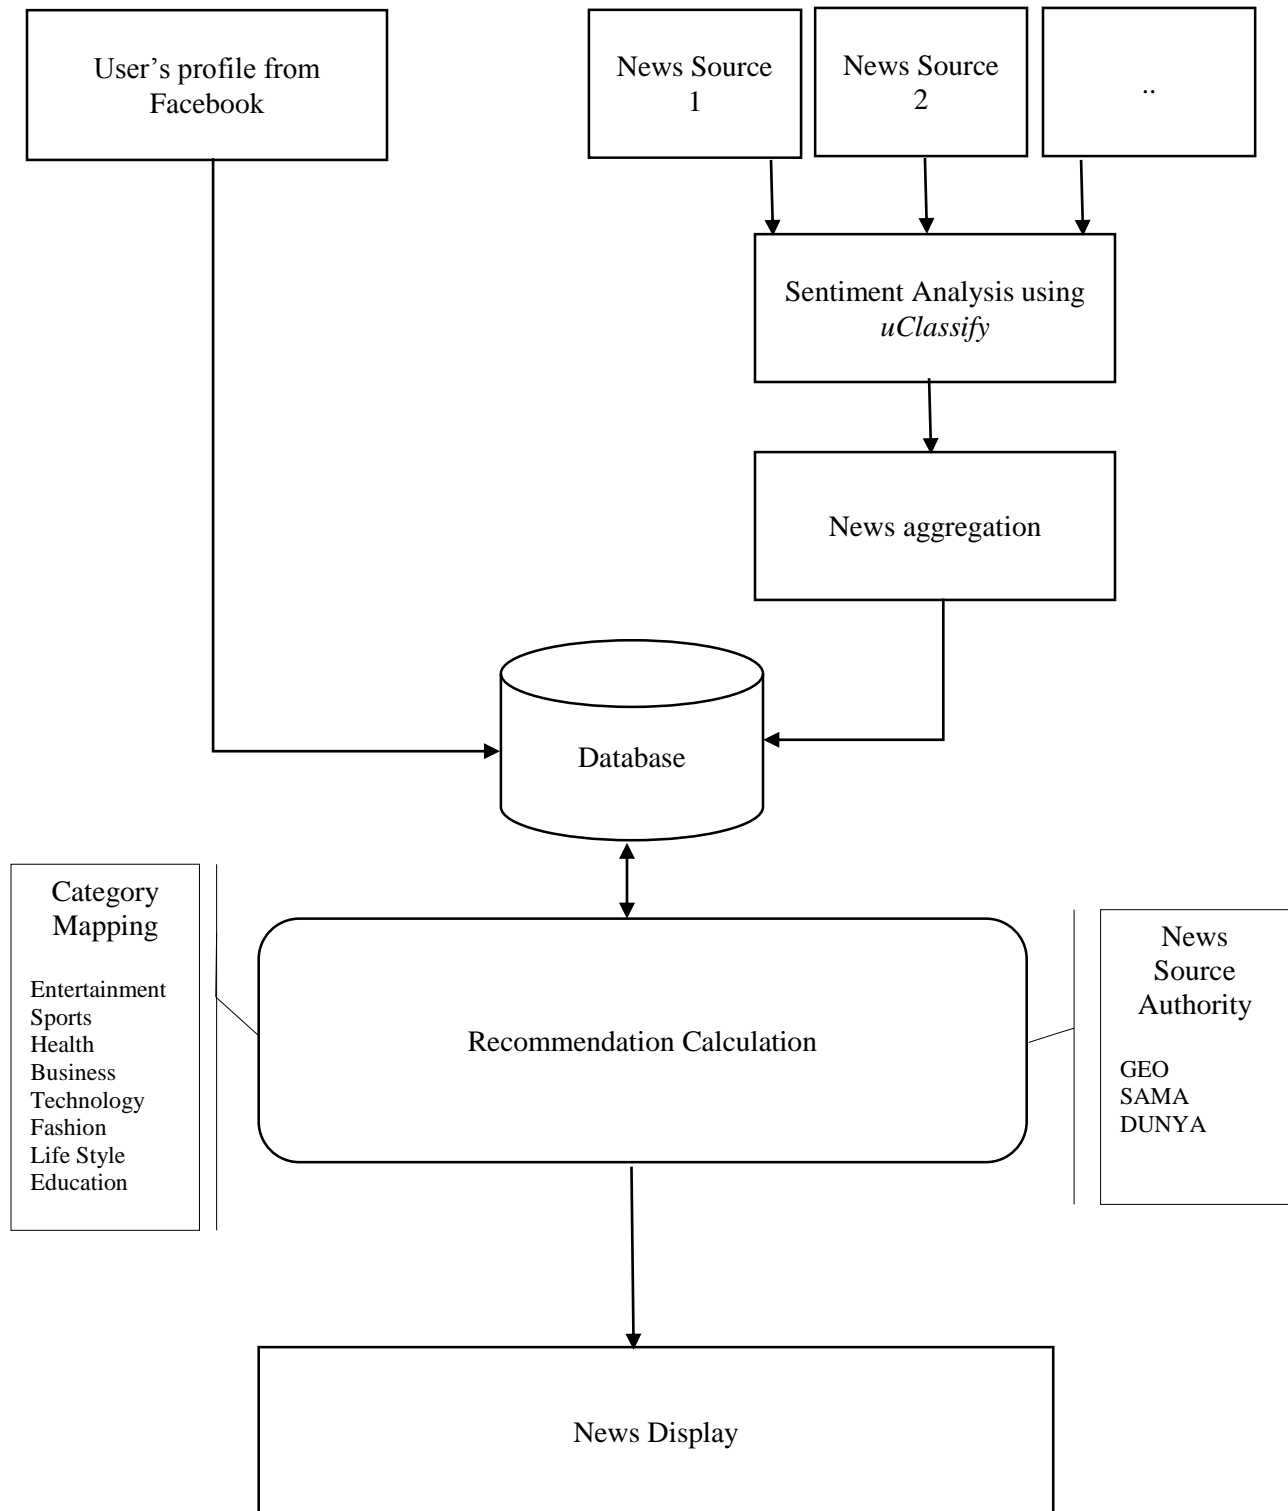 User’s profile from
Facebook
News Source
1
News Source
2
..
Sentiment Analysis using
uClassify
News aggregation
Database
Category
Mapping
Entertainment
Sports
Health
Business
Technology
Fashion
Life Style
Education
Recommendation Calculation
News
Source
Authority
GEO
SAMA
DUNYA
News Display